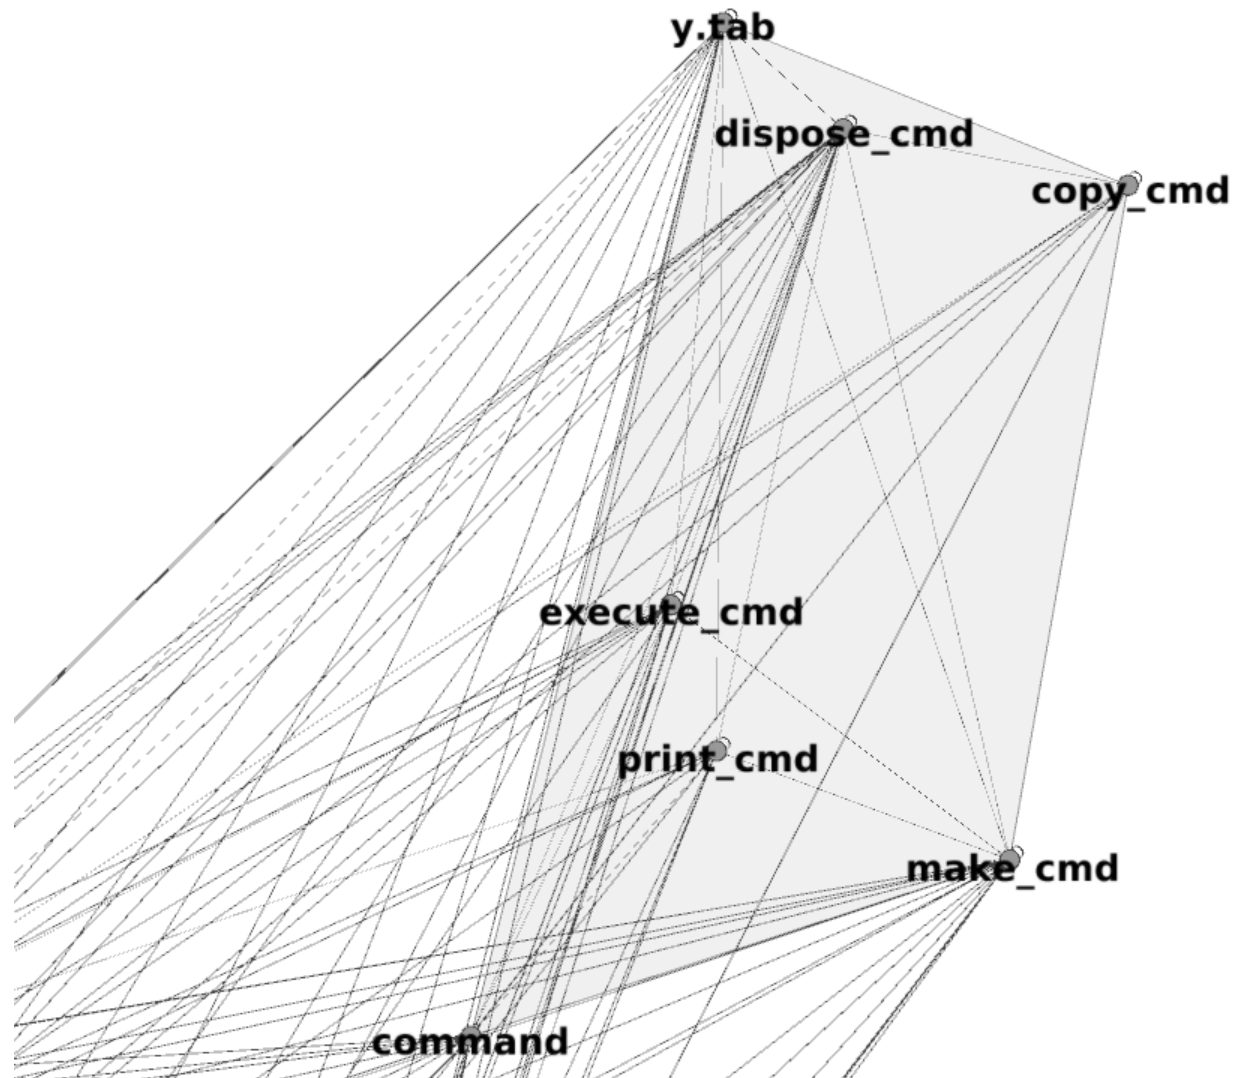 y.tab
dispose_cmd
copy_cmd
execute_cmd
print_cmd
make_cmd
command